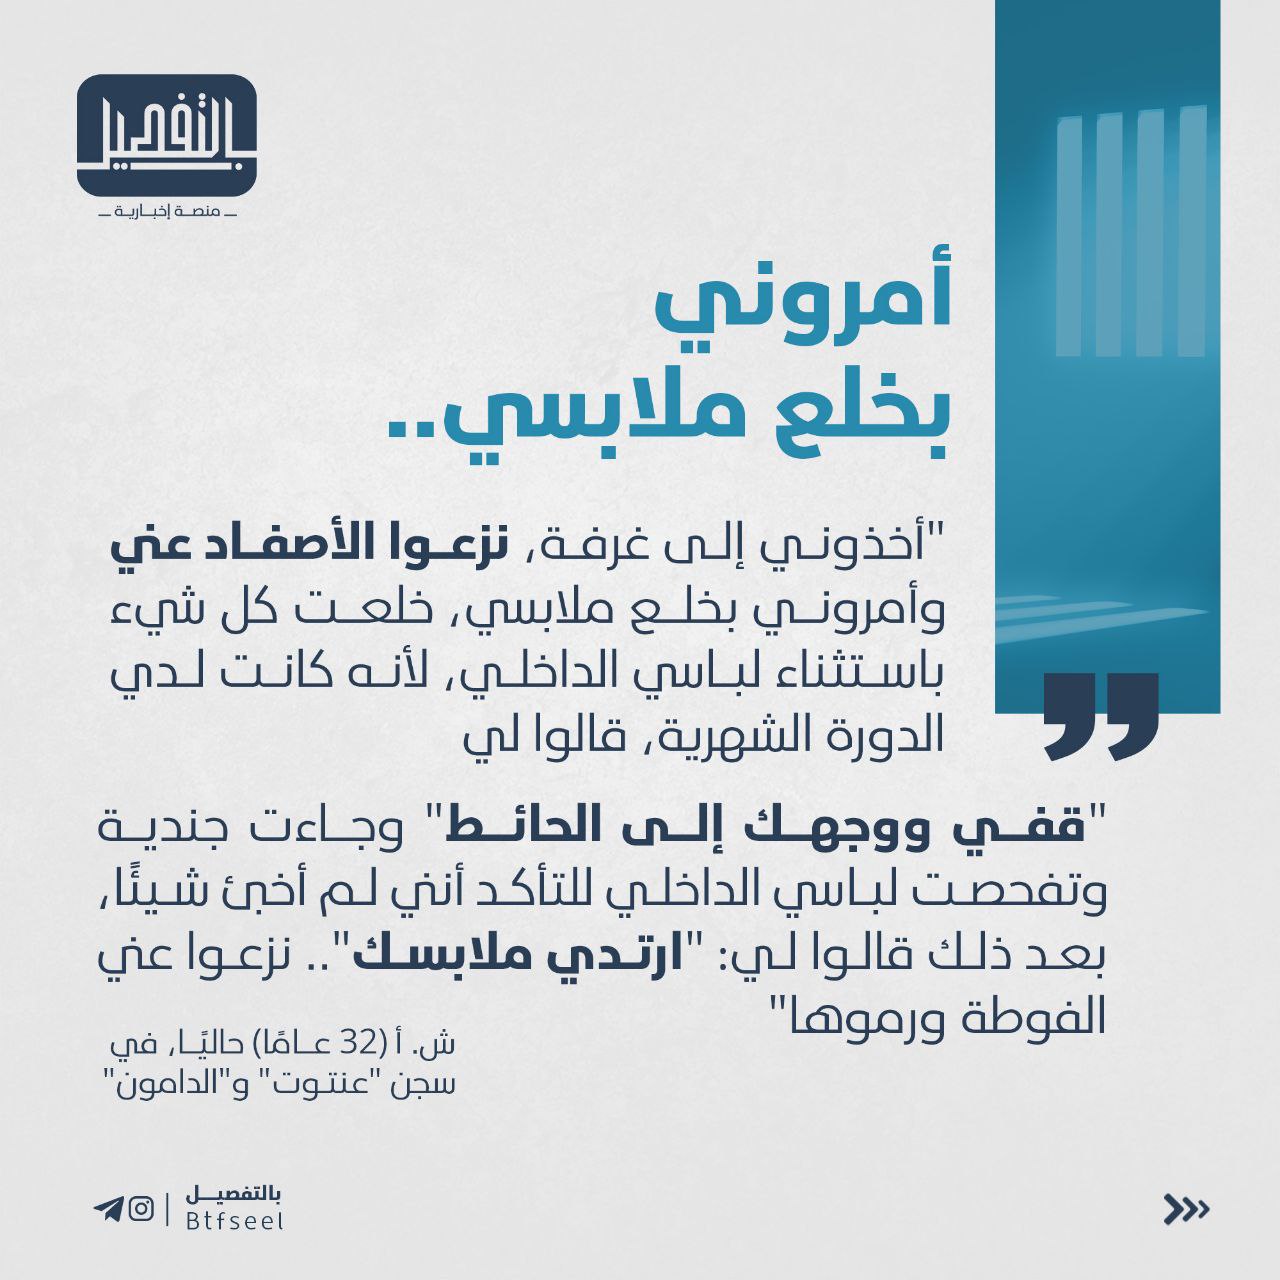 بالتفصيل
منصة إخبارية
أمروني
بخلع ملابسي..
"أخذوني إلى غرفة، نزعوا الأصفاد عني
وأمروني بخلع ملابسي، خلعت كل شيء
باستثناء لباسي الداخلي، لأنه كانت لدي
الدورة الشهرية، قالوا لي
"قفي ووجهك إلى الحائط" وجاءت جندية
وتفحصت لباسي الداخلي للتأكد أنني لم أخبئ شيئًا،
بعد ذلك قالوا لي: "ارتدي ملابسك".. نزعوا عني
الفوطة ورموها"
ش. أ (32 عامًا) حاليًا، في
سجن "عنتوت" و"الدامون"
بالتفصيل
Btfseel